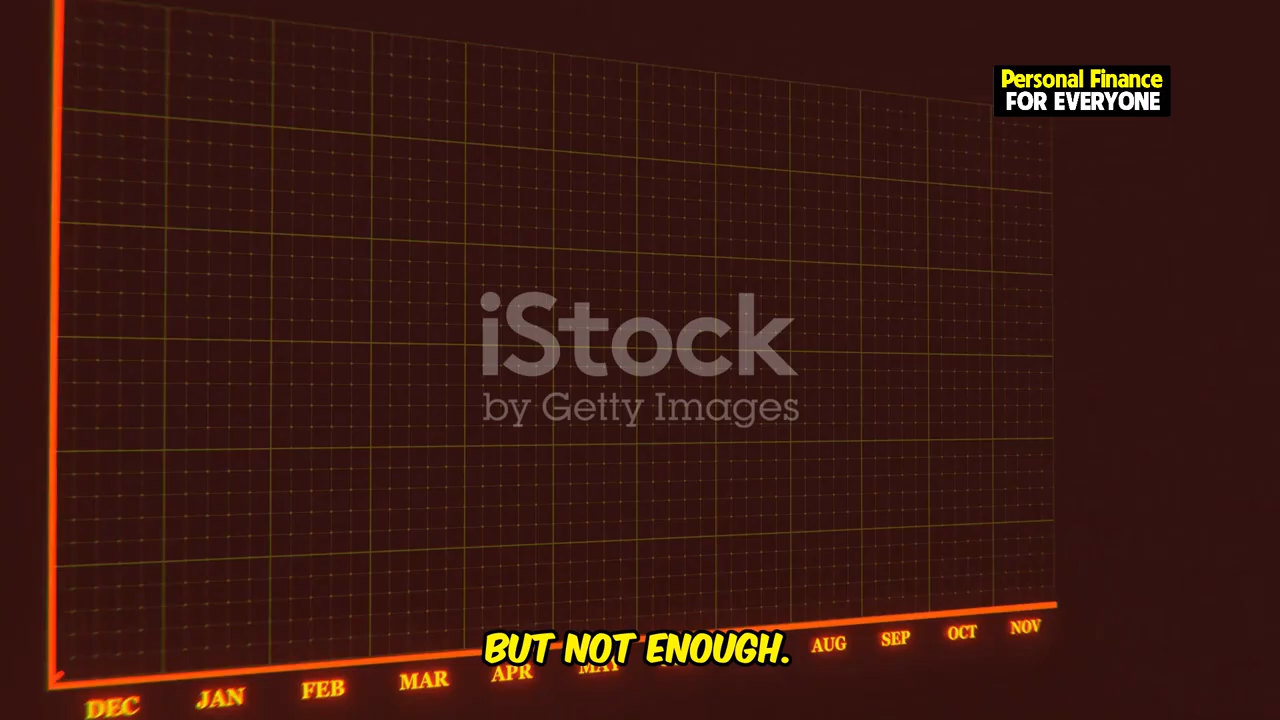 Personal Finance
FOR EVERYONE
iStock
by Getty Images
BUT NOT ENOUGH.
DEC JAN FEB MAR APR MAY AUG SEP OCT NOV